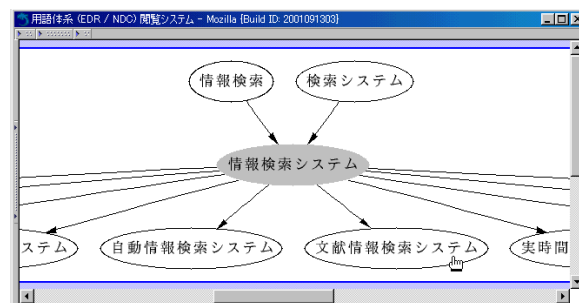 用語体系 (EDR / NDC) 閲覧システム - Mozilla {Build ID: 2001091303}
情報検索
検索システム
情報検索システム
ステム
自動情報検索システム
文献情報検索システム
実時間